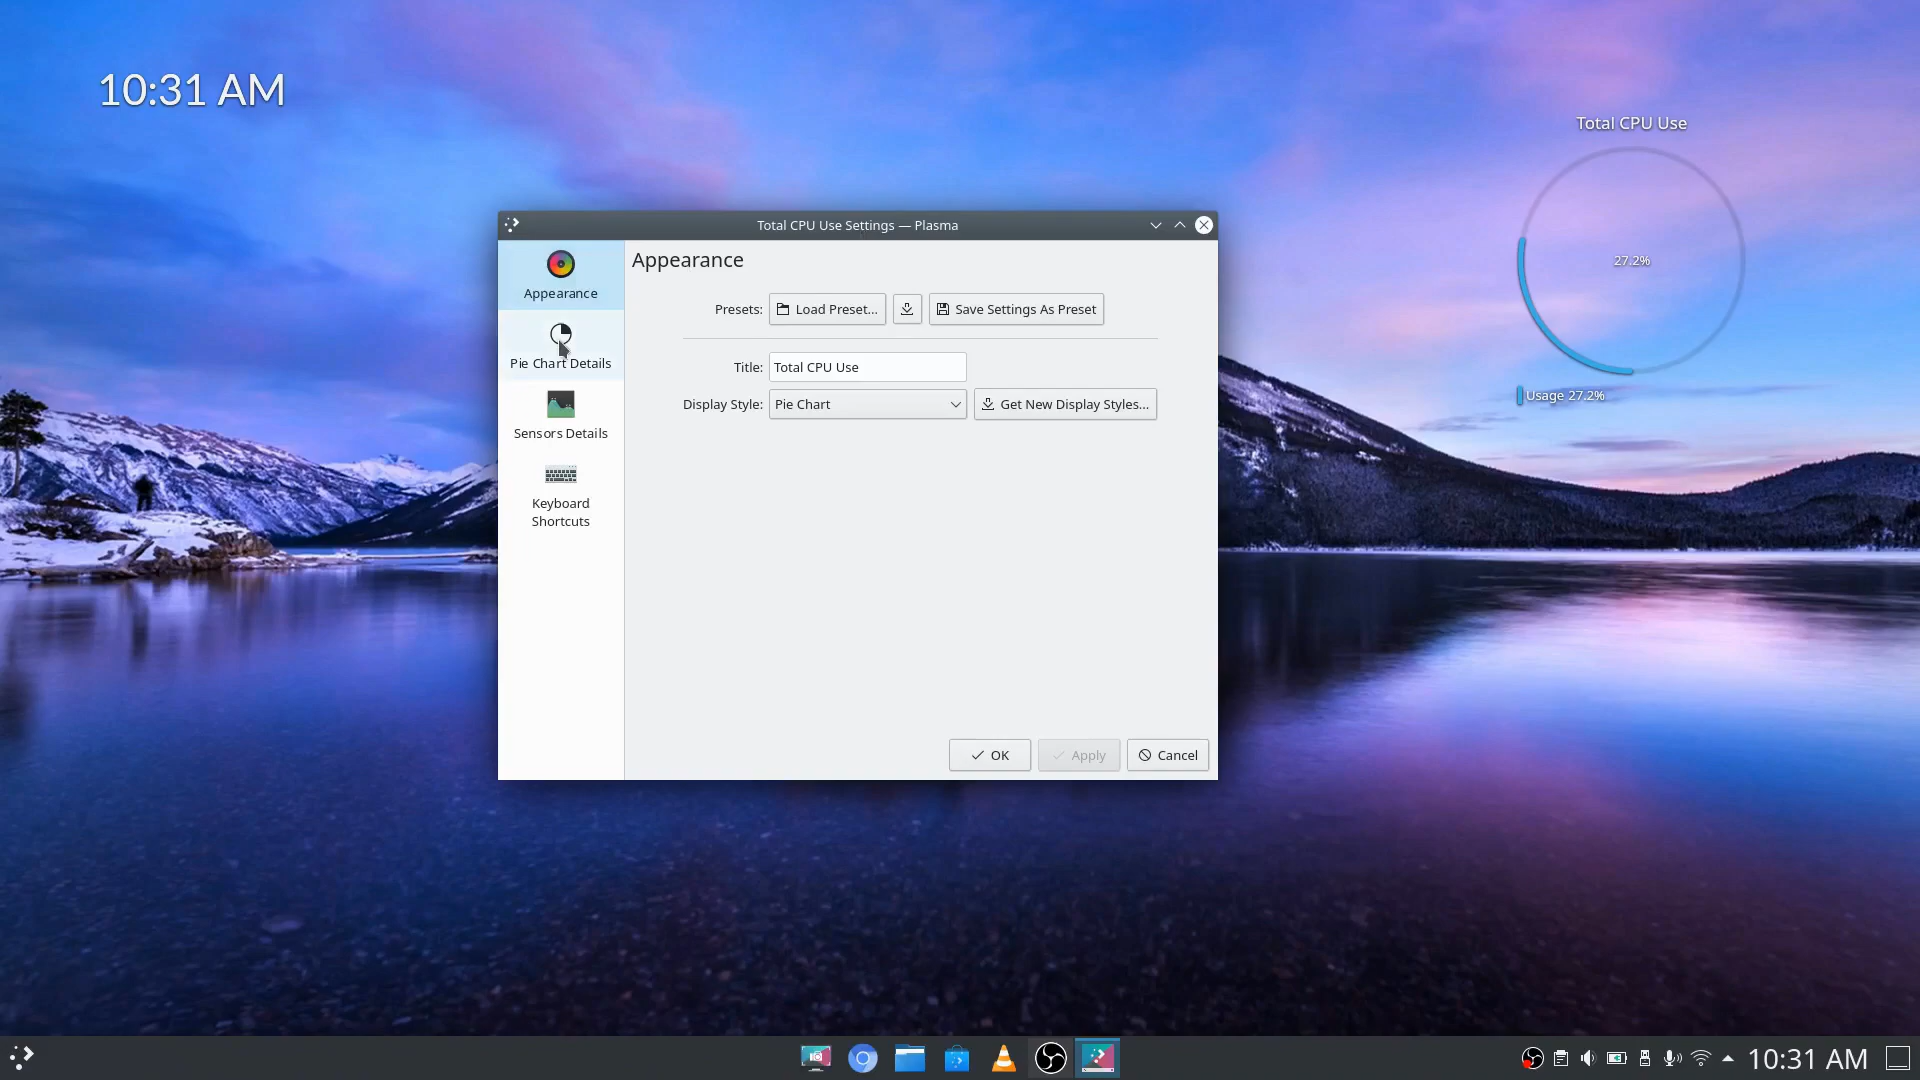 10:31 AM
Total CPU Use
27.2%
Usage 27.2%
Total CPU Use Settings — Plasma
Appearance
Pie Chart Details
Sensors Details
Keyboard
Shortcuts
Appearance
Presets: Load Preset... Save Settings As Preset
Title: Total CPU Use
Display Style: Pie Chart Get New Display Styles...
OK Apply Cancel
10:31 AM